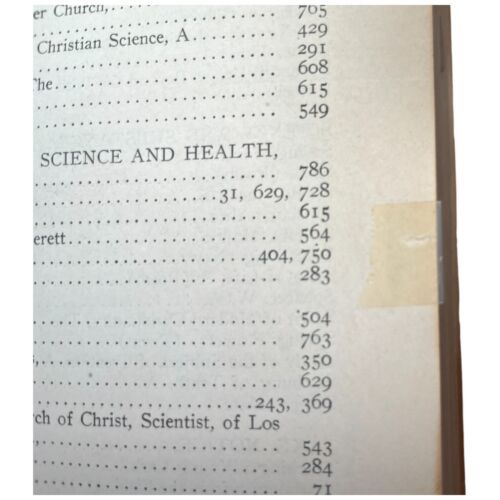 er Church, . . . . . . . . . . . . . . . . . 705
Christian Science, A . . . . . . . . . . . . 429
. . . . . . . . . . . . . . . . . . . . . . 291
he . . . . . . . . . . . . . . . . . . . . . 608
. . . . . . . . . . . . . . . . . . . . . . 615
. . . . . . . . . . . . . . . . . . . . . . 549
SCIENCE AND HEALTH,
. . . . . . . . . . . . . . . . . . . . . . 786
. . . . . . . . . . . . . . . 31, 629, 728
. . . . . . . . . . . . . . . . . . . . . . 615
erett . . . . . . . . . . . . . . . . . . . 564
. . . . . . . . . . . . . . . . . . 404, 750
. . . . . . . . . . . . . . . . . . . . . . 283
. . . . . . . . . . . . . . . . . . . . . . 504
. . . . . . . . . . . . . . . . . . . . . . 763
s, . . . . . . . . . . . . . . . . . . . . . 350
. . . . . . . . . . . . . . . . . . . . . . 629
. . . . . . . . . . . . . . . . . . 243, 369
rch of Christ, Scientist, of Los
. . . . . . . . . . . . . . . . . . . . . . 543
. . . . . . . . . . . . . . . . . . . . . . 284
. . . . . . . . . . . . . . . . . . . . . . 71